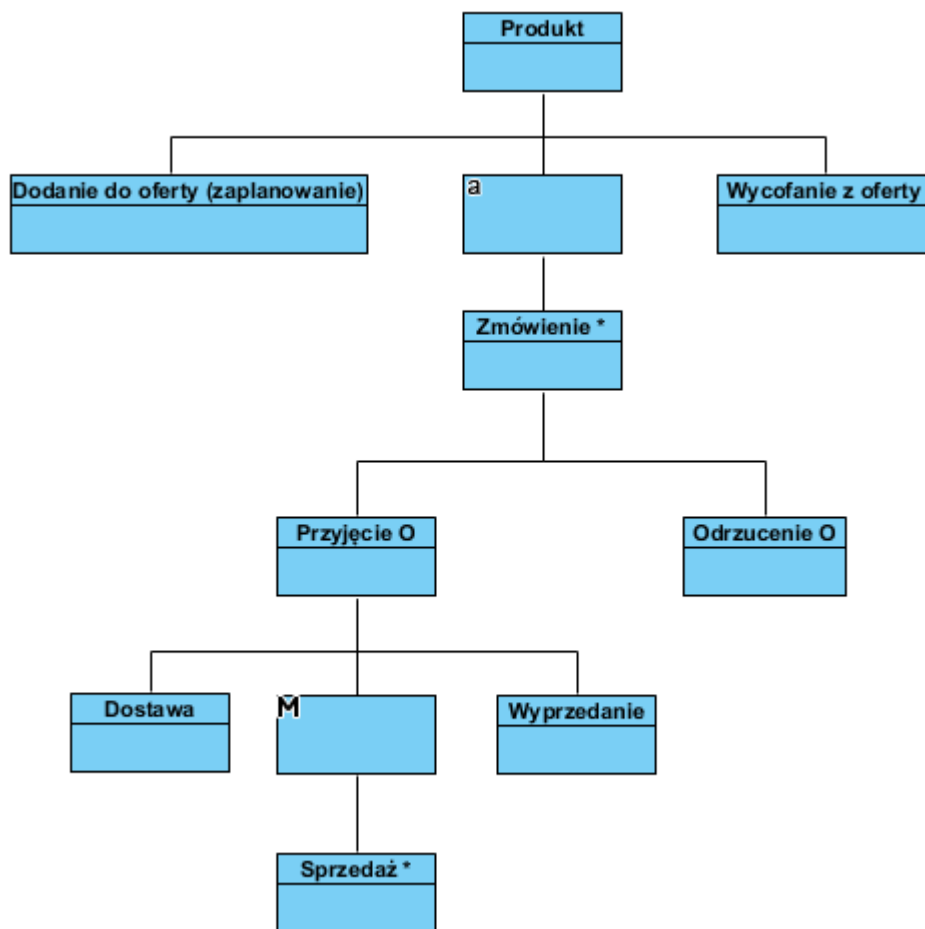 Produkt
Dodanie do oferty (zaplanowanie)
a
Wycofanie z oferty
Zmówienie *
Przyjęcie O
Odrzucenie O
Dostawa
M
Wyprzedanie
Sprzedaż *